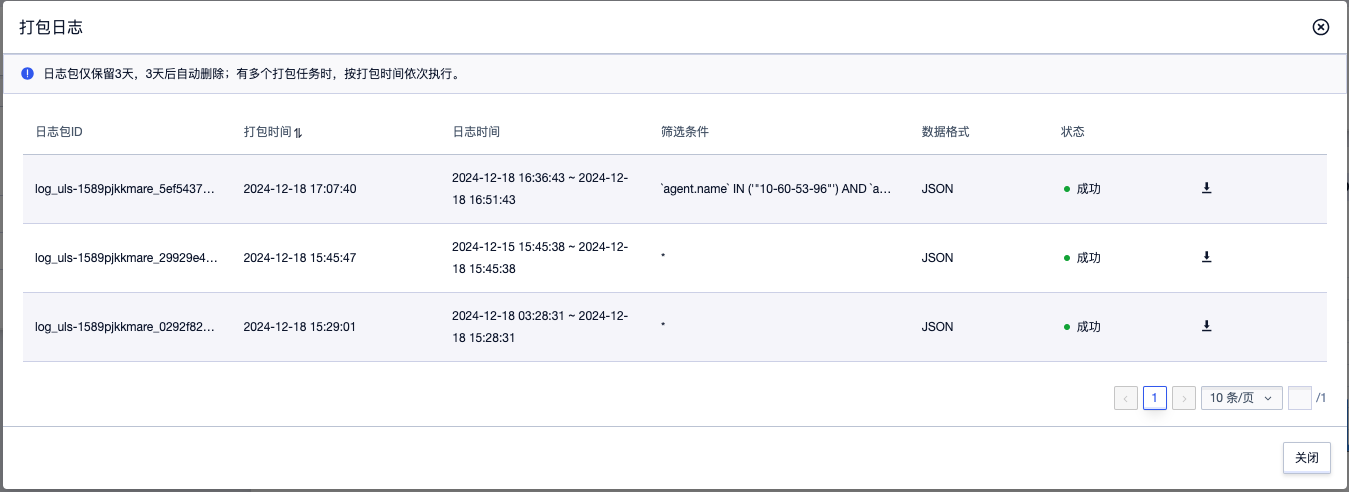 打包日志
日志包仅保留3天，3天后自动删除；有多个打包任务时，按打包时间依次执行。
日志包ID 打包时间 日志时间 筛选条件 数据格式 状态
log_uls-1589pjkkmare_5ef5437... 2024-12-18 17:07:40 2024-12-18 16:36:43 ~ 2024-12-
18 16:51:43 `agent.name` IN ('"10-60-53-96"') AND `a... JSON 成功
log_uls-1589pjkkmare_29929e4... 2024-12-18 15:45:47 2024-12-15 15:45:38 ~ 2024-12-
18 15:45:38 * JSON 成功
log_uls-1589pjkkmare_0292f82... 2024-12-18 15:29:01 2024-12-18 03:28:31 ~ 2024-12-
18 15:28:31 * JSON 成功
1 10 条/页 /1
关闭